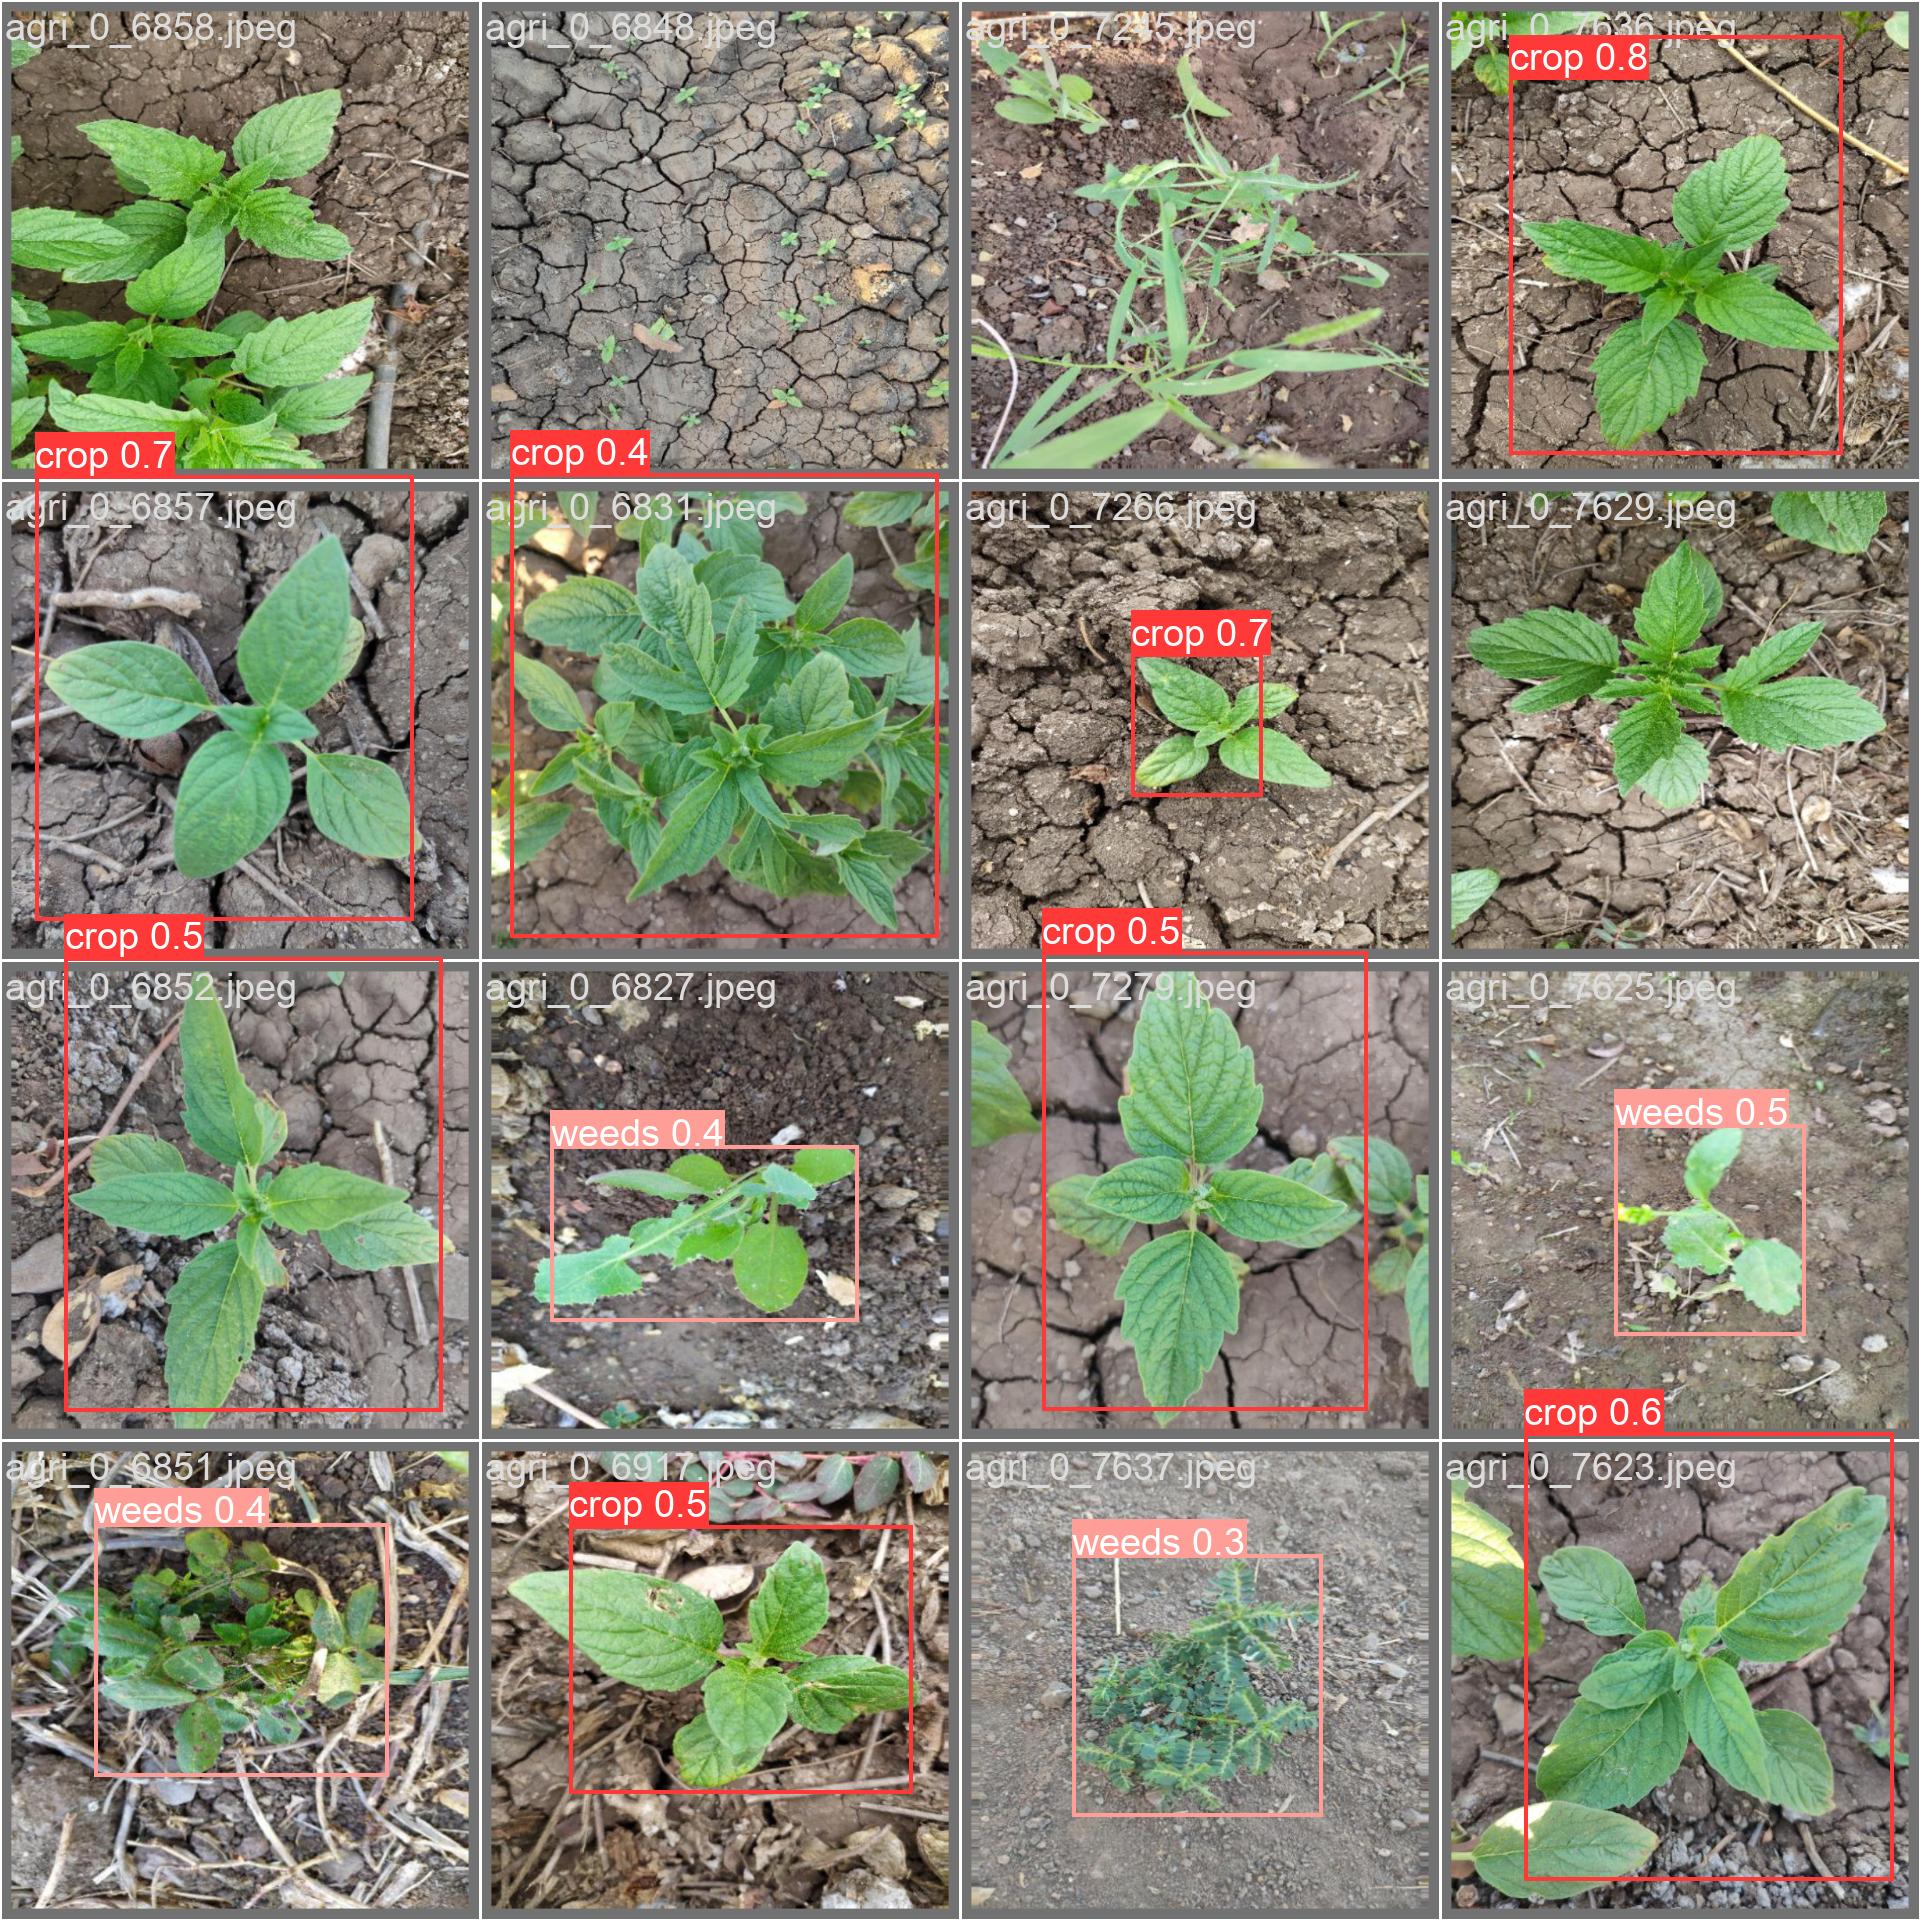 agri_0_6858.jpeg
agri_0_6848.jpeg
agri_0_7245.jpeg
agri_0_7636.jpeg
crop 0.8
crop 0.7
crop 0.4
agri_0_6857.jpeg
agri_0_6831.jpeg
agri_0_7266.jpeg
agri_0_7629.jpeg
crop 0.7
crop 0.5
crop 0.5
agri_0_6852.jpeg
agri_0_6827.jpeg
agri_0_7279.jpeg
agri_0_7625.jpeg
weeds 0.4
weeds 0.5
crop 0.6
agri_0_6851.jpeg
agri_0_6917.jpeg
agri_0_7637.jpeg
agri_0_7623.jpeg
weeds 0.4
crop 0.5
weeds 0.3